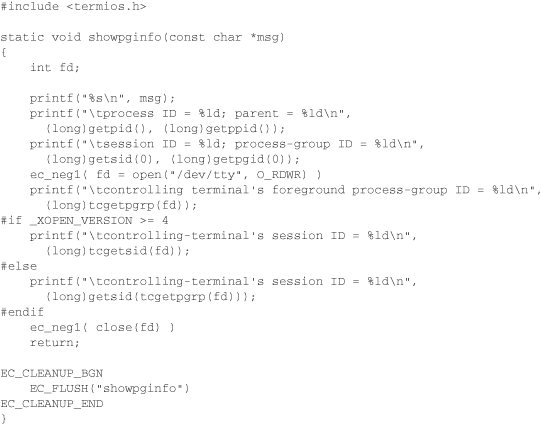 #include <termios.h>
static void showpginfo(const char *msg)
{
    int fd;
    printf("%s\n", msg);
    printf("\tprocess ID = %ld; parent = %ld\n",
      (long)getpid(), (long)getppid());
    printf("\tsession ID = %ld; process-group ID = %ld\n",
      (long)getsid(0), (long)getpgid(0));
    ec_neg1( fd = open("/dev/tty", O_RDWR) )
    printf("\tcontrolling terminal's foreground process-group ID = %ld\n",
      (long)tcgetpgrp(fd));
#if _XOPEN_VERSION >= 4
    printf("\tcontrolling-terminal's session ID = %ld\n",
      (long)tcgetsid(fd));
#else
    printf("\tcontrolling-terminal's session ID = %ld\n",
      (long)getsid(tcgetpgrp(fd)));
#endif
    ec_neg1( close(fd) )
    return;
EC_CLEANUP_BGN
    EC_FLUSH("showpginfo")
EC_CLEANUP_END
}